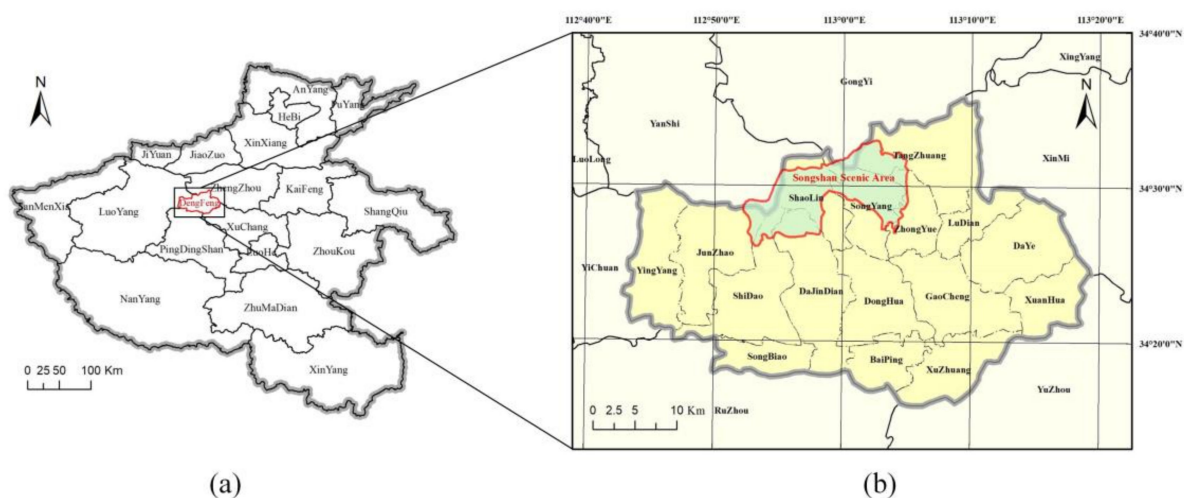 112°40'0"E 112°50'0"E 113°0'0"E 113°10'0"E 113°20'0"E
34°40'0"N
34°30'0"N
34°20'0"N
N
AnYang
PuYang
HeBi
XinXiang
JiYuan
JiaoZuo
ZhengZhou
KaiFeng
SanMenXia
LuoYang
DengFeng
ShangQiu
XuChang
PingDingShan
LuoHe
ZhouKou
NanYang
ZhuMaDian
XinYang
0 25 50 100 Km
(a)
N
XingYang
GongYi
YanShi
LuoLong
TangZhuang
XinMi
Songshan Scenic Area
ShaoLin
SongYang
ZhongYue
LuDian
DaYe
JunZhao
YiChuan
YingYang
ShiDao
DaJinDian
DongHua
GaoCheng
XuanHua
SongBiao
BaiPing
XuZhuang
YuZhou
RuZhou
0 2.5 5 10 Km
(b)